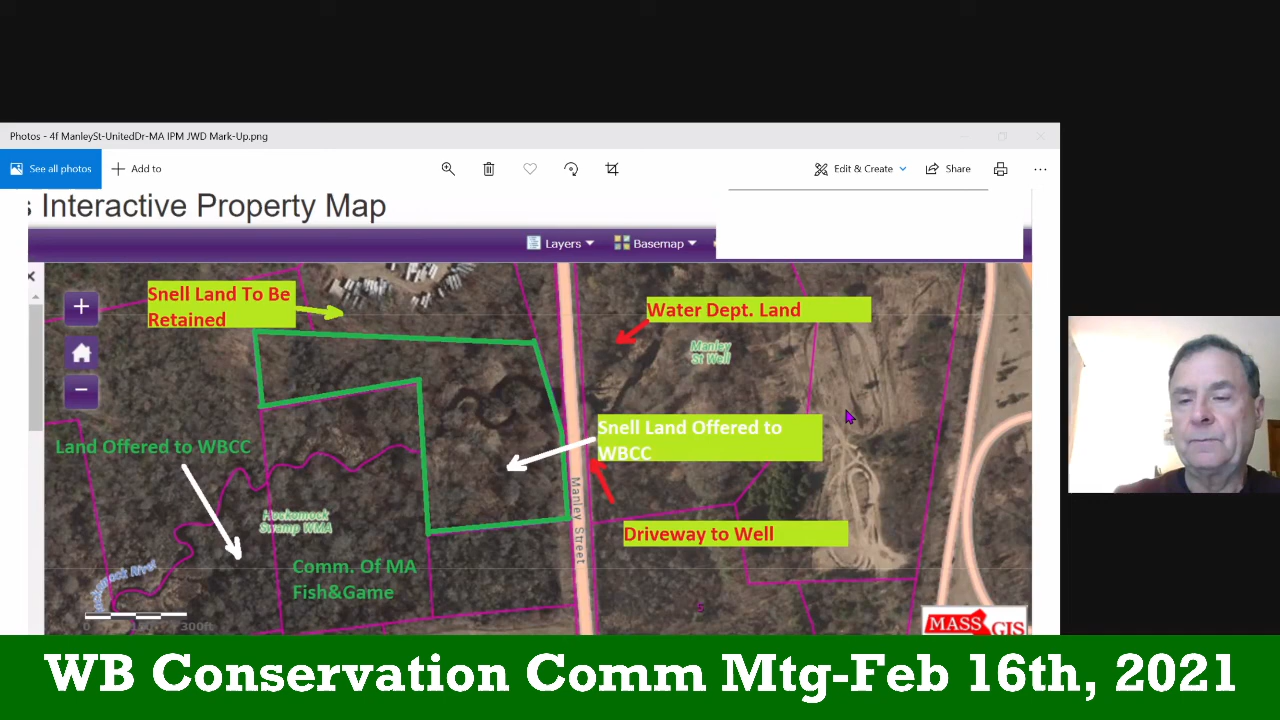 Photos - 4f ManleySt-UnitedDr-MA IPM JWD Mark-Up.png
See all photos
Add to
Edit & Create
Share
s Interactive Property Map
Layers
Basemap
Snell Land To Be
Retained
Water Dept. Land
Manley
St Well
Snell Land Offered to
WBCC
Land Offered to WBCC
Hockomock
Swamp WMA
Manley Street
Driveway to Well
Comm. Of MA
Fish&Game
River
0
300ft
MASS GIS
WB Conservation Comm Mtg-Feb 16th, 2021